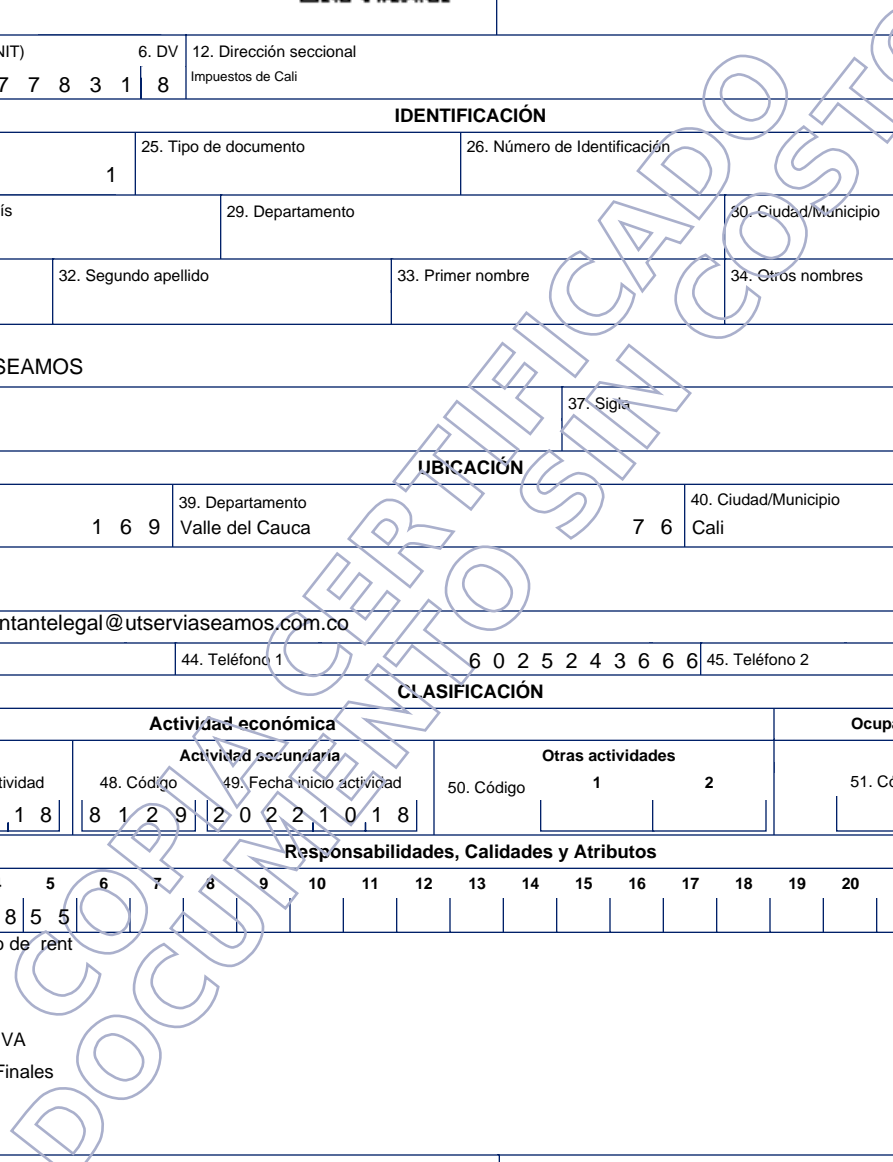 NIT) 6. DV 12. Dirección seccional
7 7 8 3 1 8 Impuestos de Cali
IDENTIFICACIÓN
25. Tipo de documento 26. Número de Identificación
1
ís 29. Departamento 30. Ciudad/Municipio
32. Segundo apellido 33. Primer nombre 34. Otros nombres
SEAMOS
37. Sigla
UBICACIÓN
39. Departamento 40. Ciudad/Municipio
1 6 9 Valle del Cauca 7 6 Cali
ntantelegal@utserviaseamos.com.co
44. Teléfono 1 6 0 2 5 2 4 3 6 6 6 45. Teléfono 2
CLASIFICACIÓN
Actividad económica Ocupa
Actividad secundaria Otras actividades
tividad 48. Código 49. Fecha inicio actividad 50. Código 1 2 51. Có
1 8 8 1 2 9 2 0 2 2 1 0 1 8
Responsabilidades, Calidades y Atributos
5 6 7 8 9 10 11 12 13 14 15 16 17 18 19 20
8 5 5
o de rent
VA
Finales
COPIA CERTIFICADO
DOCUMENTO SIN COSTO